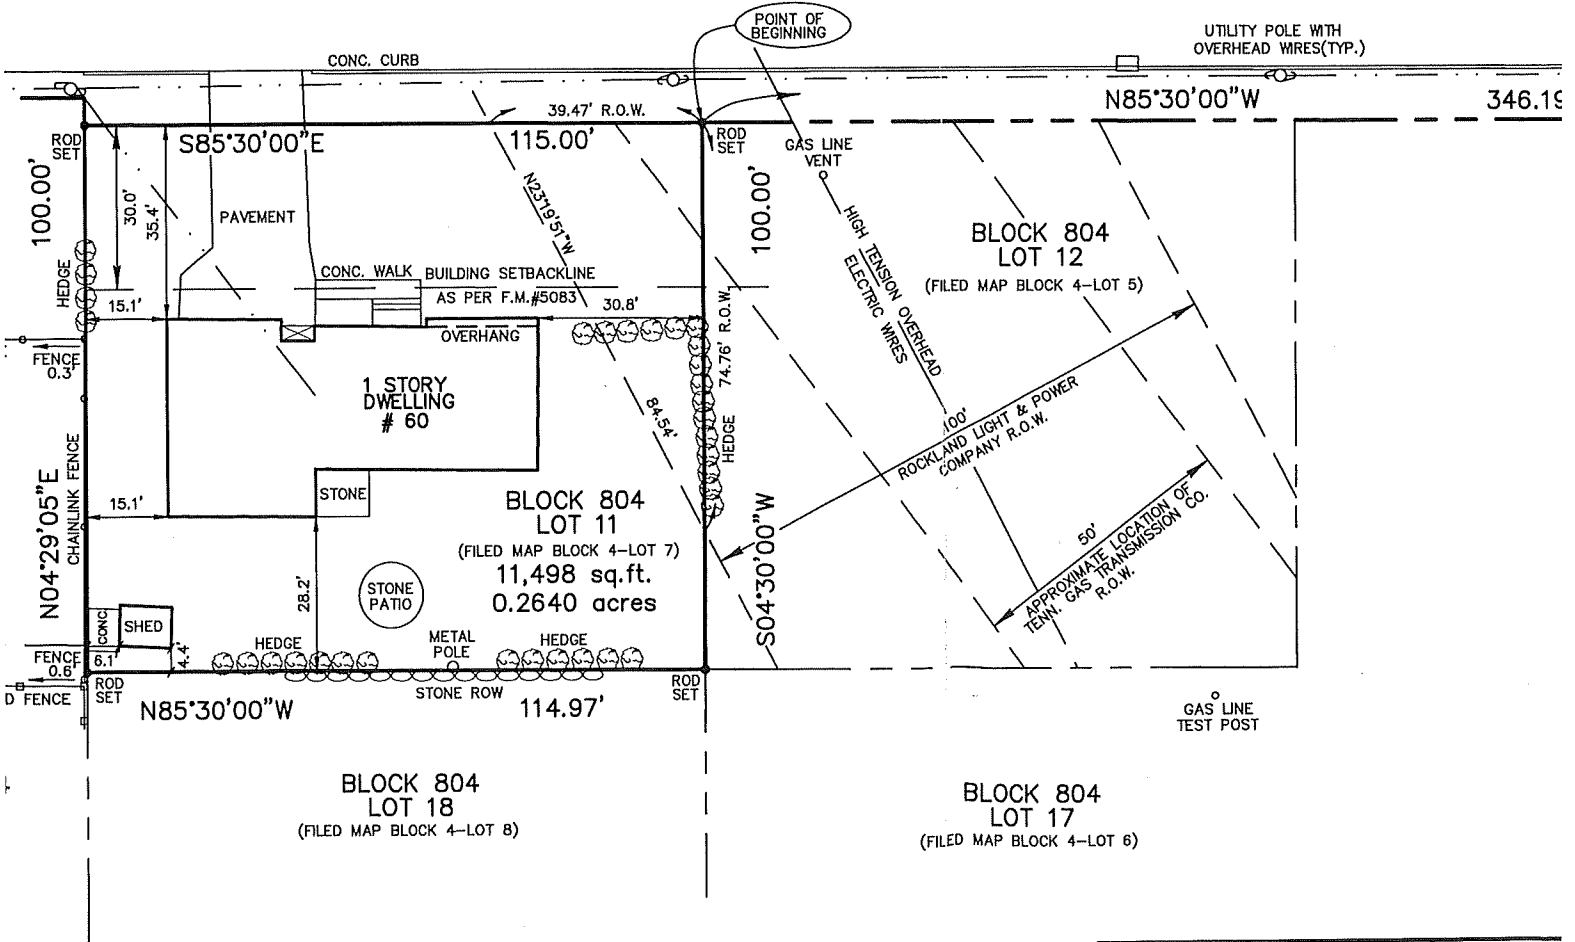 POINT OF
BEGINNING
UTILITY POLE WITH
OVERHEAD WIRES(TYP.)
CONC. CURB
39.47' R.O.W.
N85°30'00"W
346.19
ROD
SET
S85°30'00"E
115.00'
ROD
SET
GAS LINE
VENT
100.00'
30.0'
35.4'
PAVEMENT
N23°19'51"W
100.00'
HIGH TENSION OVERHEAD
ELECTRIC WIRES
BLOCK 804
LOT 12
(FILED MAP BLOCK 4-LOT 5)
HEDGE
15.1'
CONC. WALK
BUILDING SETBACKLINE
AS PER F.M.#5083
30.8'
74.76' R.O.W.
OVERHANG
FENCE
0.3'
1 STORY
DWELLING
# 60
84.54'
HEDGE
100'
ROCKLAND LIGHT & POWER
COMPANY R.O.W.
CHAINLINK FENCE
N04°29'05"E
15.1'
STONE
BLOCK 804
LOT 11
(FILED MAP BLOCK 4-LOT 7)
11,498 sq.ft.
0.2640 acres
S04°30'00"W
50'
APPROXIMATE LOCATION OF
TENN. GAS TRANSMISSION CO.
R.O.W.
28.2'
STONE
PATIO
CONC.
SHED
HEDGE
METAL
POLE
HEDGE
FENCE
0.6'
6.1'
4.4'
D FENCE
ROD
SET
STONE ROW
ROD
SET
N85°30'00"W
114.97'
GAS LINE
TEST POST
BLOCK 804
LOT 18
(FILED MAP BLOCK 4-LOT 8)
BLOCK 804
LOT 17
(FILED MAP BLOCK 4-LOT 6)